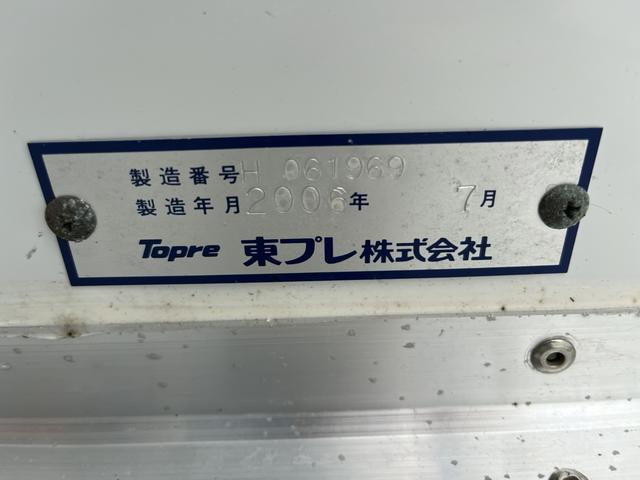 製造番号 H 061969
製造年月 2006年 7月
Topre 東プレ株式会社